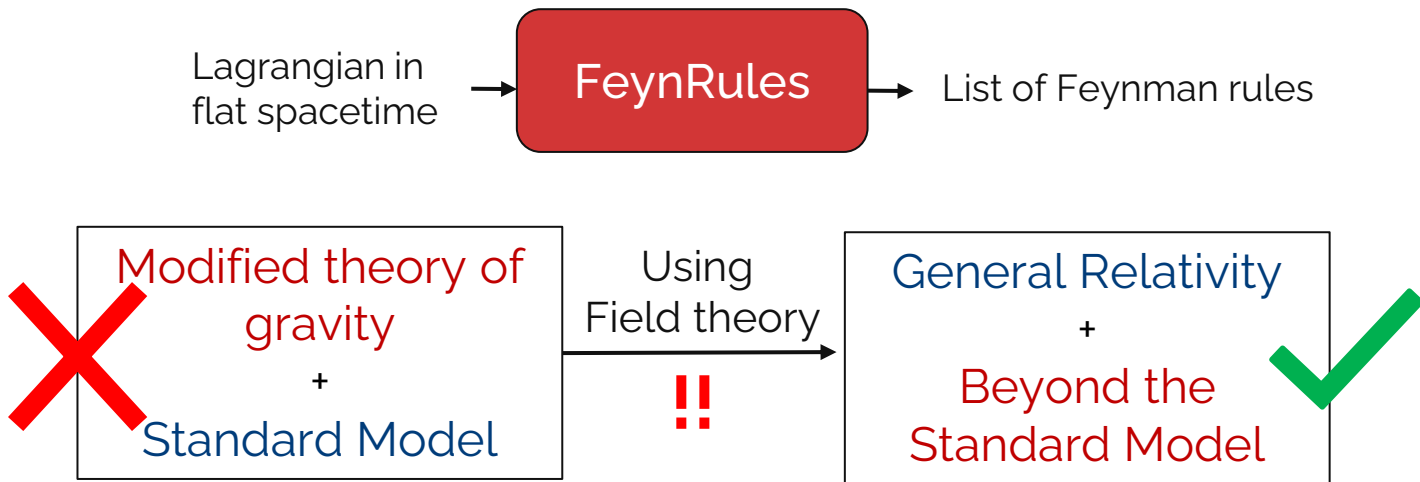 Lagrangian in
flat spacetime
FeynRules
List of Feynman rules
Modified theory of
gravity
+
Standard Model
Using
Field theory
!!
General Relativity
+
Beyond the
Standard Model